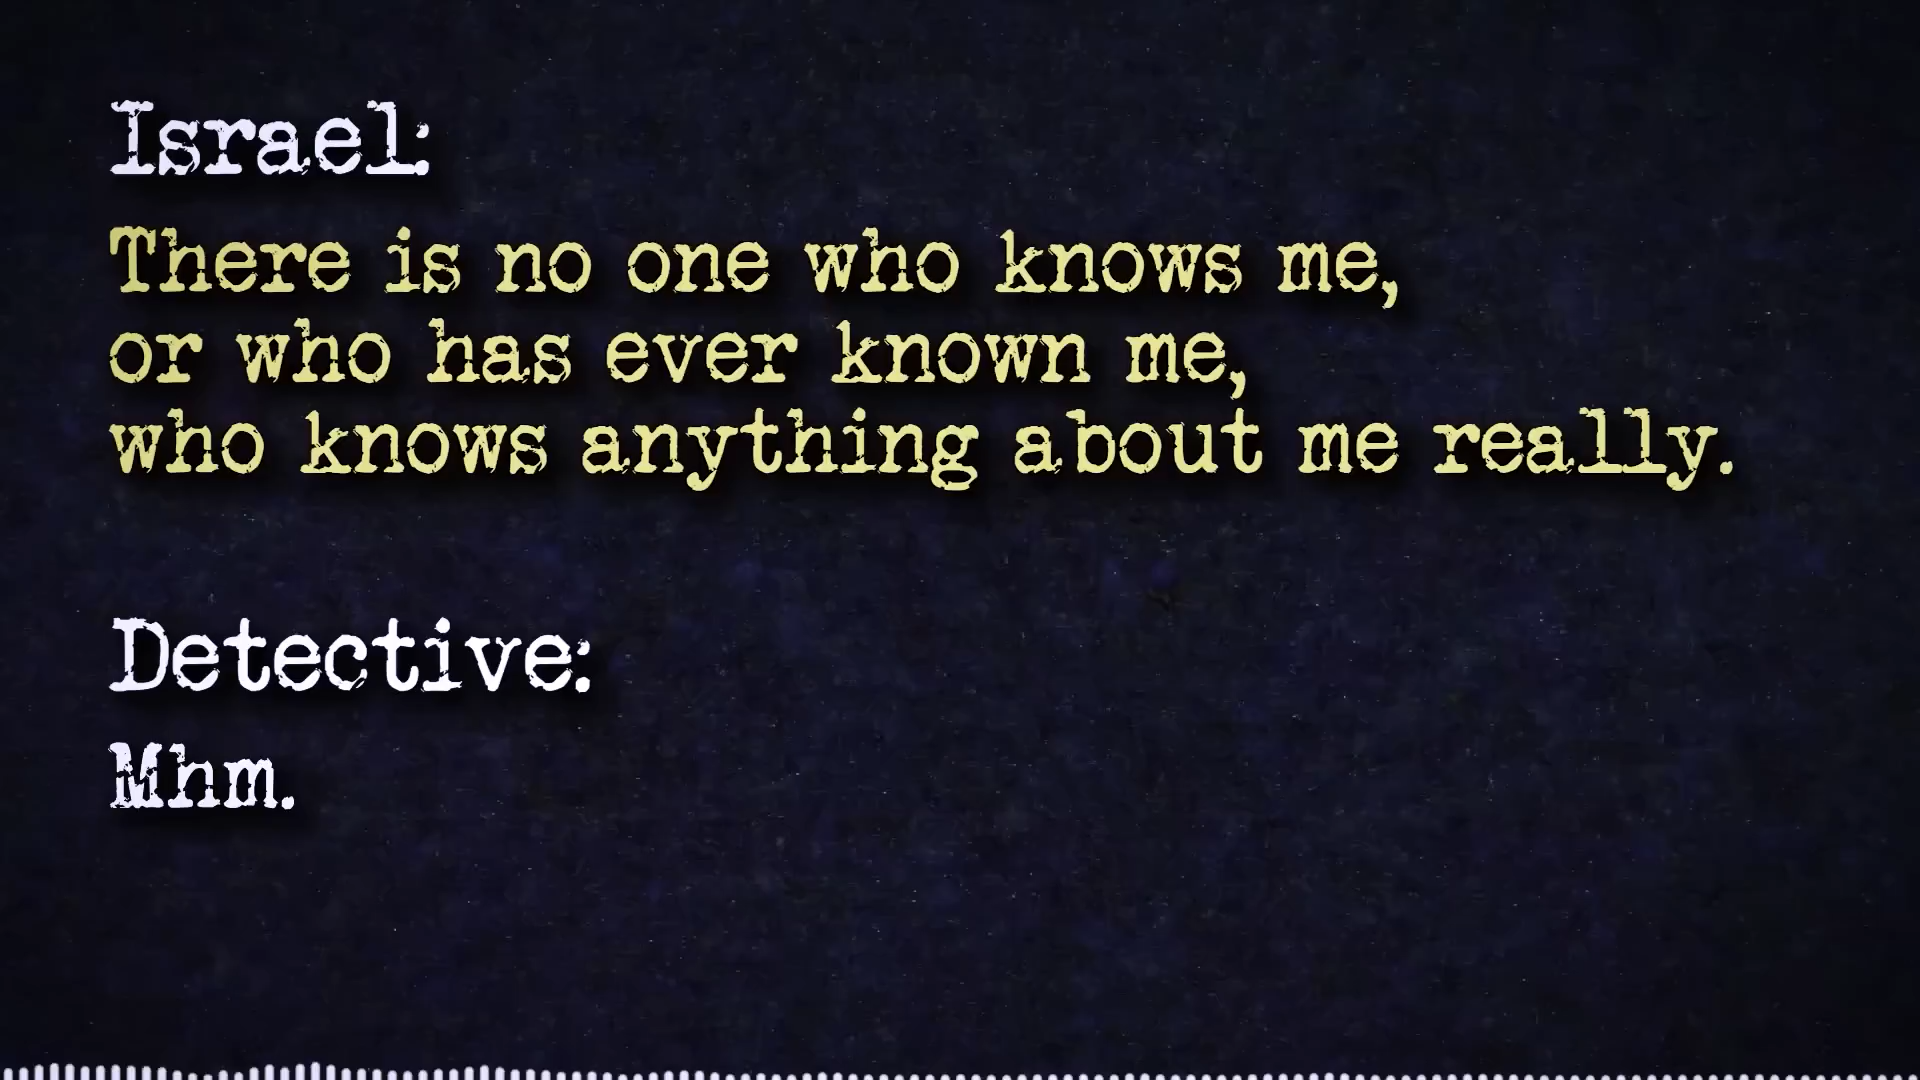 Israel:
There is no one who knows me,
or who has ever known me,
who knows anything about me really.
Detective:
Mhm.